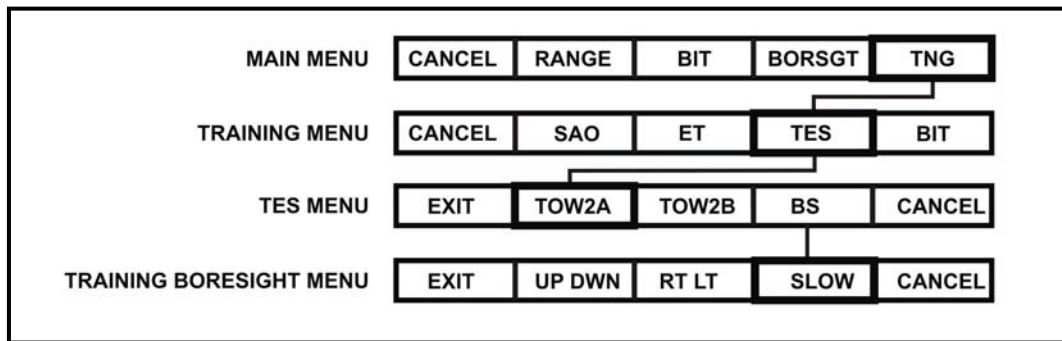 MAIN MENU CANCEL RANGE BIT BORSGT TNG
TRAINING MENU CANCEL SAO ET TES BIT
TES MENU EXIT TOW2A TOW2B BS CANCEL
TRAINING BORESIGHT MENU EXIT UP DWN RT LT SLOW CANCEL